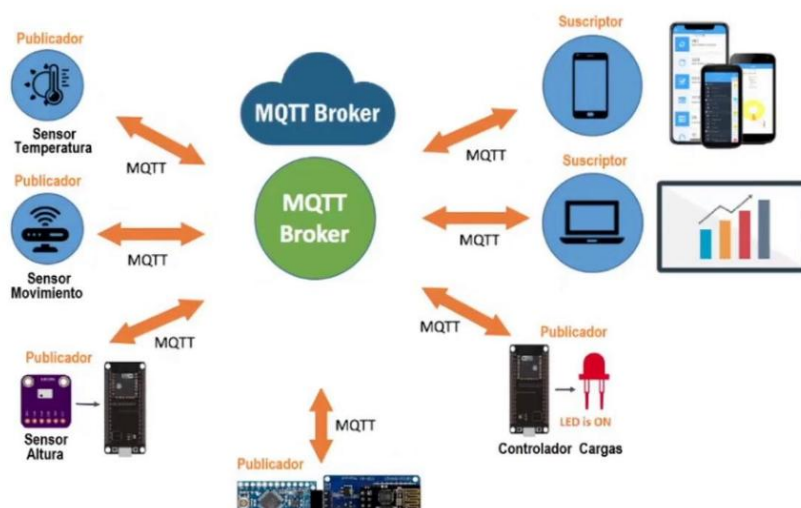 Publicador
Sensor
Temperatura
MQTT
Publicador
Sensor
Movimiento
MQTT
Publicador
Sensor
Altura
MQTT
MQTT Broker
MQTT
Broker
MQTT
Publicador
Suscriptor
MQTT
Suscriptor
MQTT
MQTT
Publicador
LED is ON
Controlador Cargas